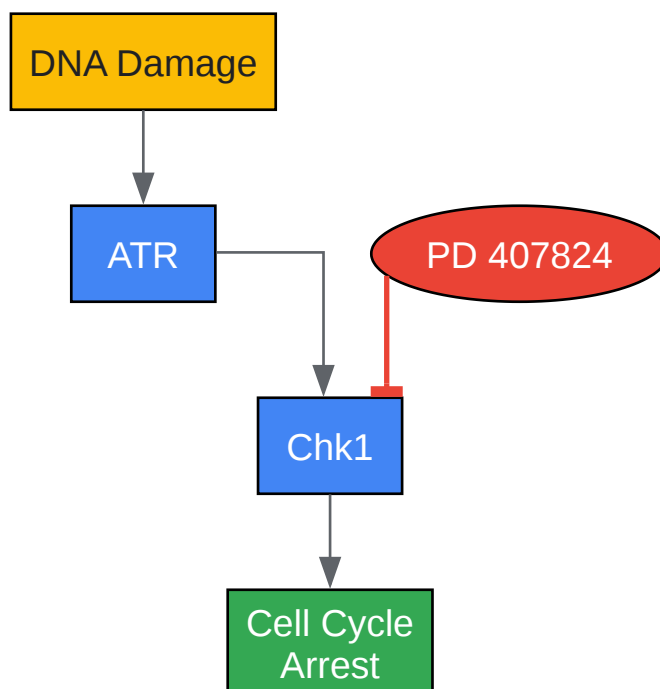 DNA Damage
ATR
PD 407824
Chk1
Cell Cycle
Arrest